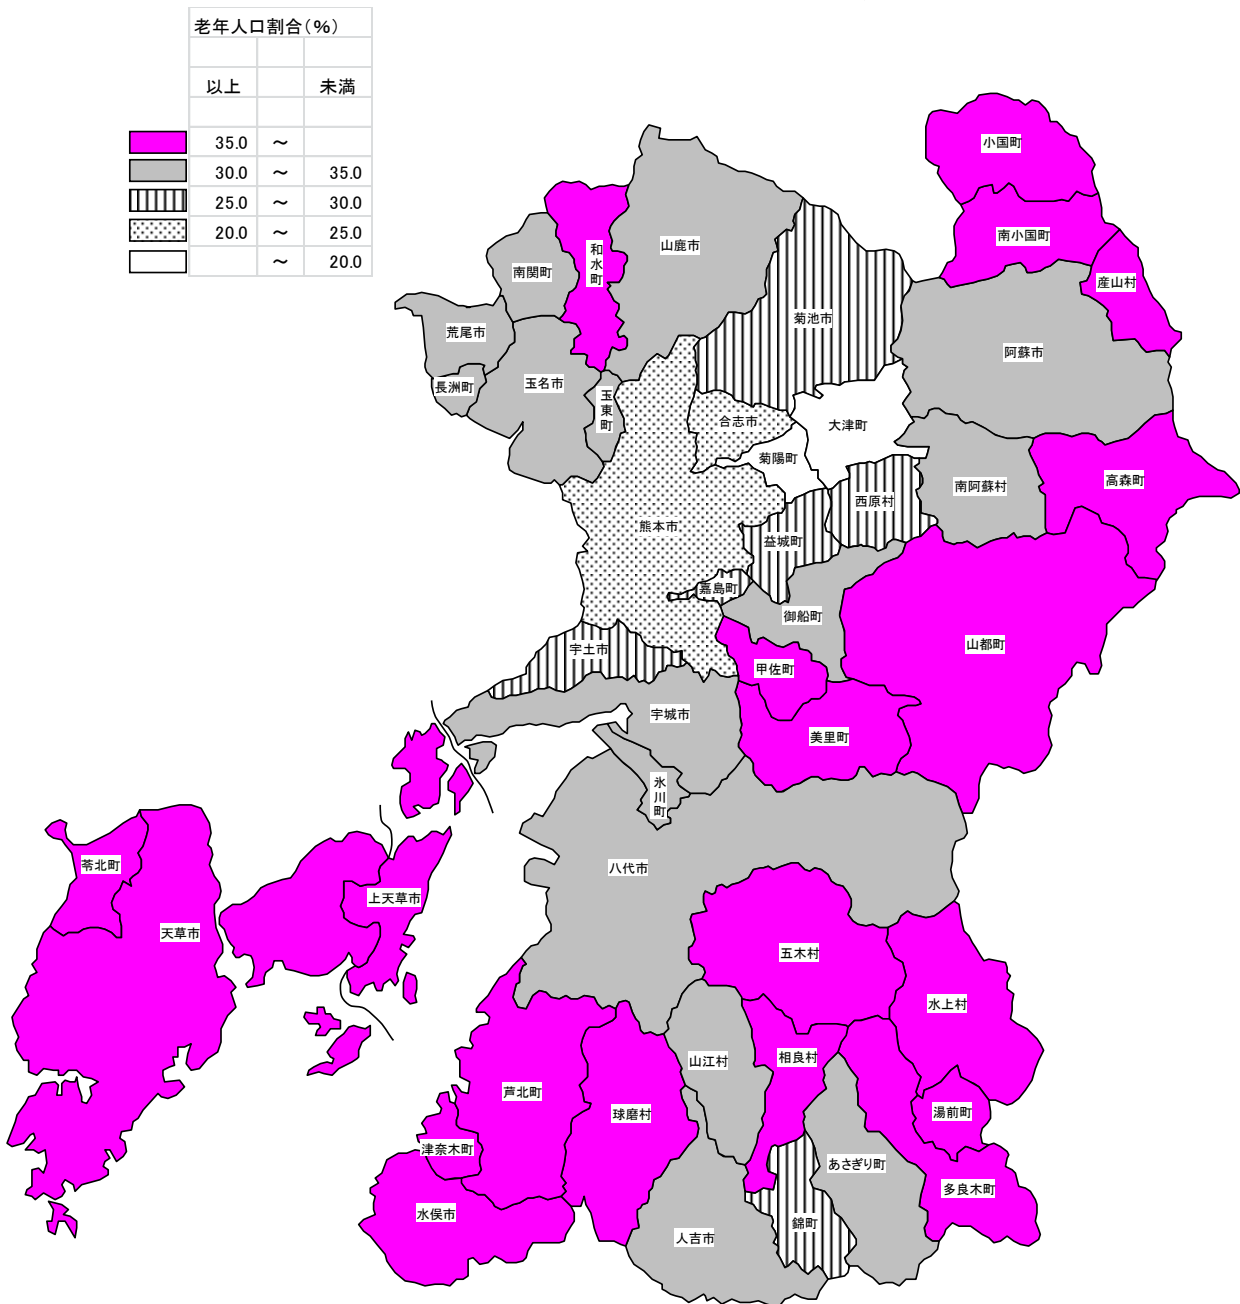 老年人口割合(%)
以上 未満
35.0 ～
30.0 ～ 35.0
25.0 ～ 30.0
20.0 ～ 25.0
～ 20.0
小国町
南小国町
産山村
山鹿市
和水町
南関町
菊池市
荒尾市
阿蘇市
長洲町
玉名市
玉東町
合志市
大津町
菊陽町
高森町
南阿蘇村
西原村
熊本市
益城町
嘉島町
御船町
山都町
宇土市
甲佐町
宇城市
美里町
氷川町
八代市
苓北町
上天草市
天草市
五木村
水上村
山江村
相良村
芦北町
球磨村
湯前町
津奈木町
あさぎり町
多良木町
水俣市
錦町
人吉市